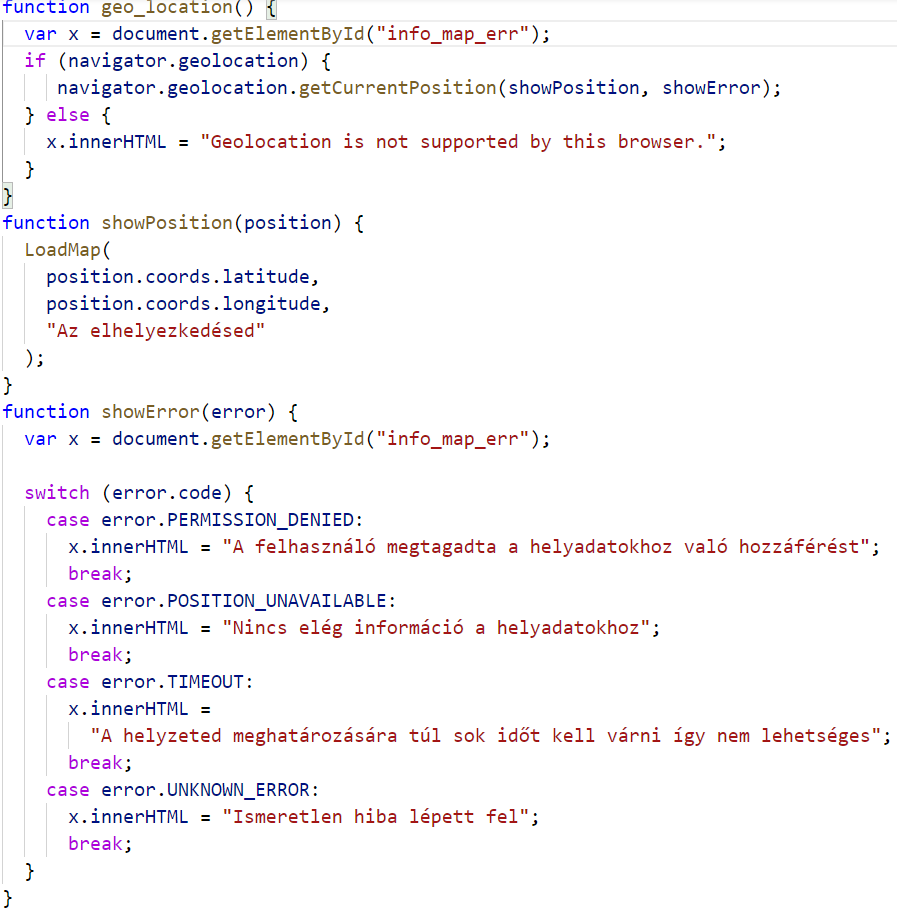 function geo_location() {
  var x = document.getElementById("info_map_err");
  if (navigator.geolocation) {
     navigator.geolocation.getCurrentPosition(showPosition, showError);
  } else {
    x.innerHTML = "Geolocation is not supported by this browser.";
  }
}
function showPosition(position) {
  LoadMap(
    position.coords.latitude,
    position.coords.longitude,
    "Az elhelyezkedésed"
  );
}
function showError(error) {
  var x = document.getElementById("info_map_err");

  switch (error.code) {
    case error.PERMISSION_DENIED:
      x.innerHTML = "A felhasználó megtagadta a helyadatokhoz való hozzáférést";
      break;
    case error.POSITION_UNAVAILABLE:
      x.innerHTML = "Nincs elég információ a helyadatokhoz";
      break;
    case error.TIMEOUT:
      x.innerHTML =
        "A helyzeted meghatározására túl sok időt kell várni így nem lehetséges";
      break;
    case error.UNKNOWN_ERROR:
      x.innerHTML = "Ismeretlen hiba lépett fel";
      break;
  }
}